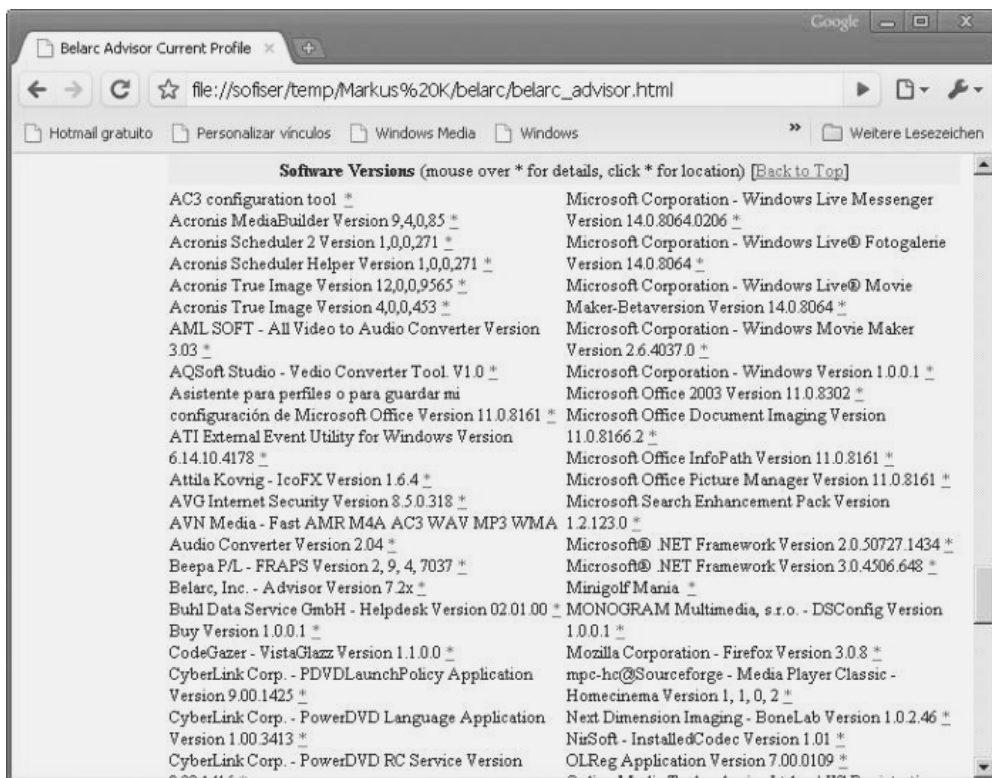 Google
Belarc Advisor Current Profile
file://sofiser/temp/Markus%20K/belarc/belarc_advisor.html
Hotmail gratuito
Personalizar vínculos
Windows Media
Windows
»
Weitere Lesezeichen
Software Versions (mouse over * for details, click * for location) [Back to Top]
AC3 configuration tool *
Acronis MediaBuilder Version 9,4,0,85 *
Acronis Scheduler 2 Version 1,0,0,271 *
Acronis Scheduler Helper Version 1,0,0,271 *
Acronis True Image Version 12,0,0,9565 *
Acronis True Image Version 4,0,0,453 *
AML SOFT - All Video to Audio Converter Version
3.03 *
AQSoft Studio - Vedio Converter Tool. V1.0 *
Asistente para perfiles o para guardar mi
configuración de Microsoft Office Version 11.0.8161 *
ATI External Event Utility for Windows Version
6.14.10.4178 *
Attila Kovrig - IcoFX Version 1.6.4 *
AVG Internet Security Version 8.5.0.318 *
AVN Media - Fast AMR M4A AC3 WAV MP3 WMA
Audio Converter Version 2.04 *
Beepa P/L - FRAPS Version 2, 9, 4, 7037 *
Belarc, Inc. - Advisor Version 7.2x *
Buhl Data Service GmbH - Helpdesk Version 02.01.00 *
Buy Version 1.0.0.1 *
CodeGazer - VistaGlazz Version 1.1.0.0 *
CyberLink Corp. - PDVDLaunchPolicy Application
Version 9.00.1425 *
CyberLink Corp. - PowerDVD Language Application
Version 1.00.3413 *
CyberLink Corp. - PowerDVD RC Service Version
Microsoft Corporation - Windows Live Messenger
Version 14.0.8064.0206 *
Microsoft Corporation - Windows Live® Fotogalerie
Version 14.0.8064 *
Microsoft Corporation - Windows Live® Movie
Maker-Betaversion Version 14.0.8064 *
Microsoft Corporation - Windows Movie Maker
Version 2.6.4037.0 *
Microsoft Corporation - Windows Version 1.0.0.1 *
Microsoft Office 2003 Version 11.0.8302 *
Microsoft Office Document Imaging Version
11.0.8166.2 *
Microsoft Office InfoPath Version 11.0.8161 *
Microsoft Office Picture Manager Version 11.0.8161 *
Microsoft Search Enhancement Pack Version
1.2.123.0 *
Microsoft® .NET Framework Version 2.0.50727.1434 *
Microsoft® .NET Framework Version 3.0.4506.648 *
Minigolf Mania *
MONOGRAM Multimedia, s.r.o. - DSConfig Version
1.0.0.1 *
Mozilla Corporation - Firefox Version 3.0.8 *
mpc-hc@Sourceforge - Media Player Classic -
Homecinema Version 1, 1, 0, 2 *
Next Dimension Imaging - BoneLab Version 1.0.2.46 *
NirSoft - InstalledCodec Version 1.01 *
OLReg Application Version 7.00.0109 *